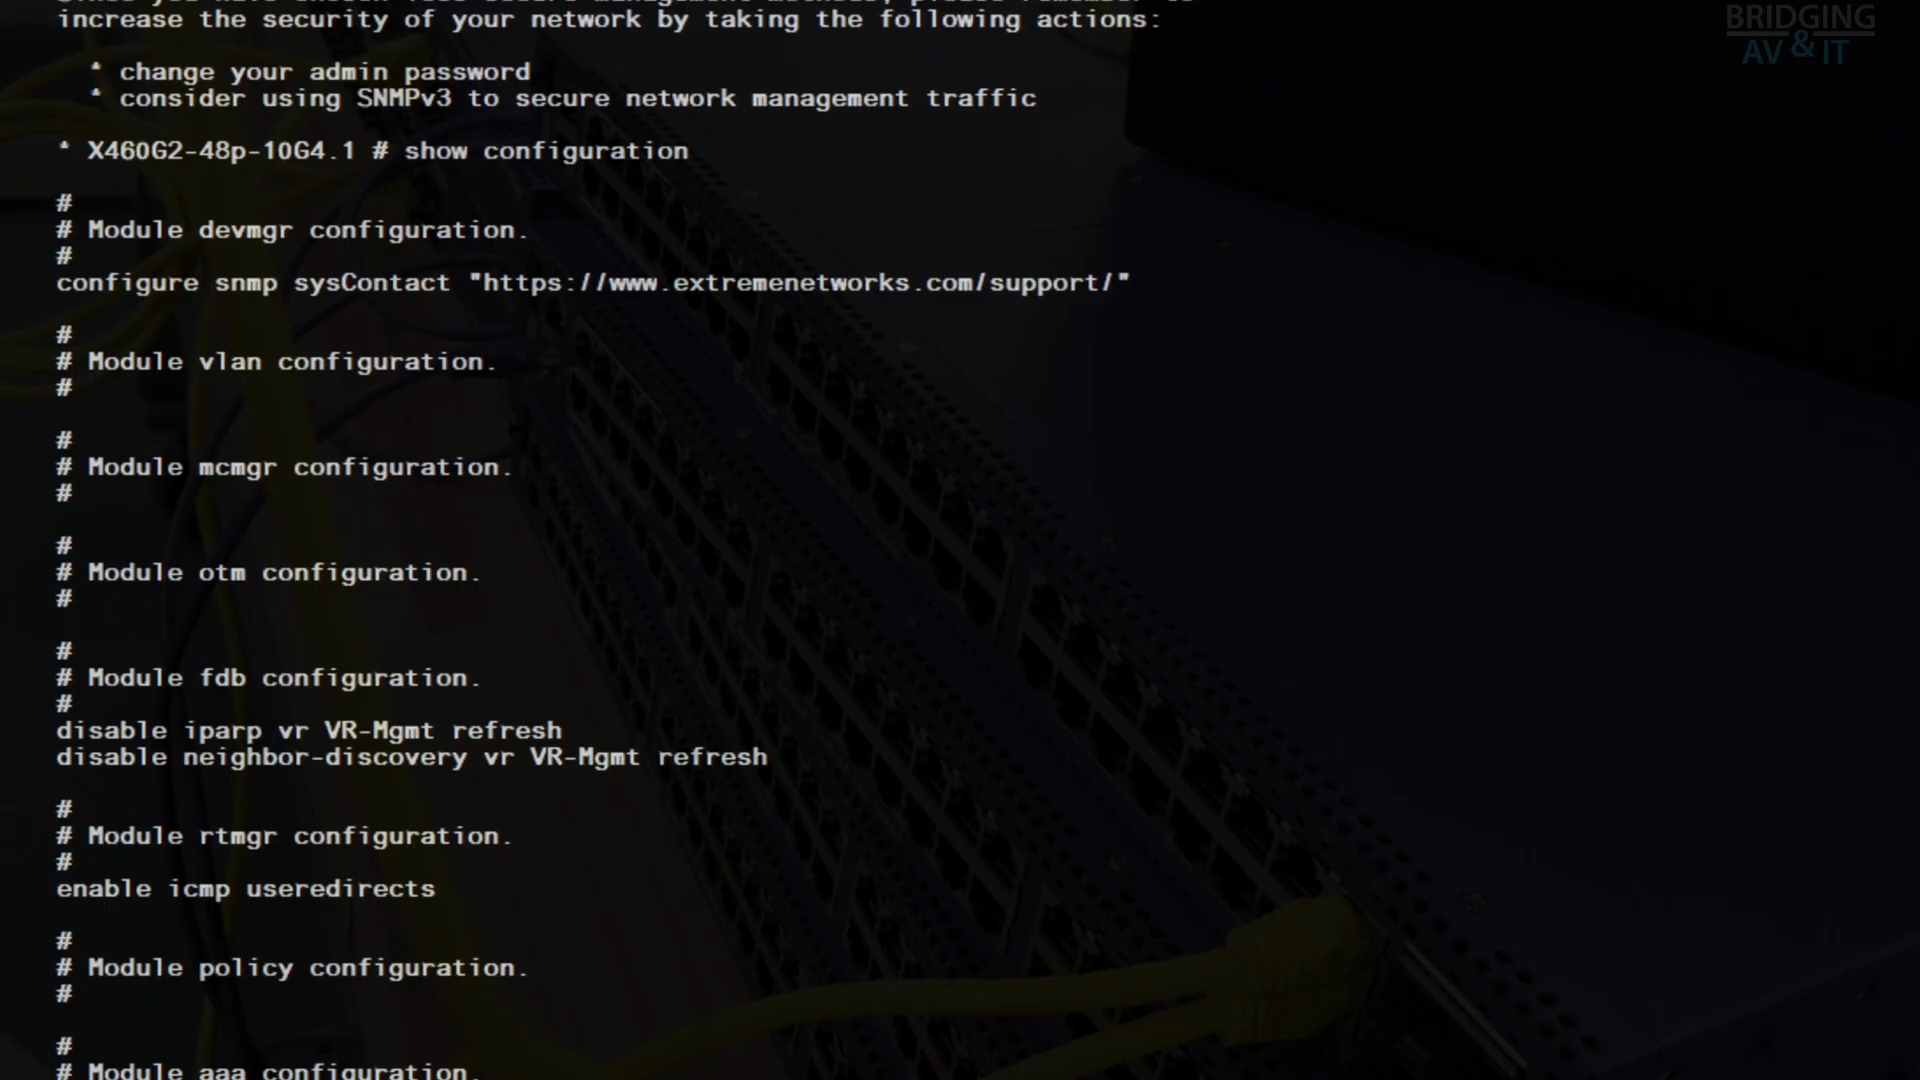 increase the security of your network by taking the following actions:
* change your admin password
* consider using SNMPv3 to secure network management traffic
* X460G2-48p-10G4.1 # show configuration
#
# Module devmgr configuration.
#
configure snmp sysContact "https://www.extremenetworks.com/support/"
#
# Module vlan configuration.
#
#
# Module mcmgr configuration.
#
#
# Module otm configuration.
#
#
# Module fdb configuration.
#
disable iparp vr VR-Mgmt refresh
disable neighbor-discovery vr VR-Mgmt refresh
#
# Module rtmgr configuration.
#
enable icmp useredirects
#
# Module policy configuration.
#
#
# Module aaa configuration.
BRIDGING
AV & IT